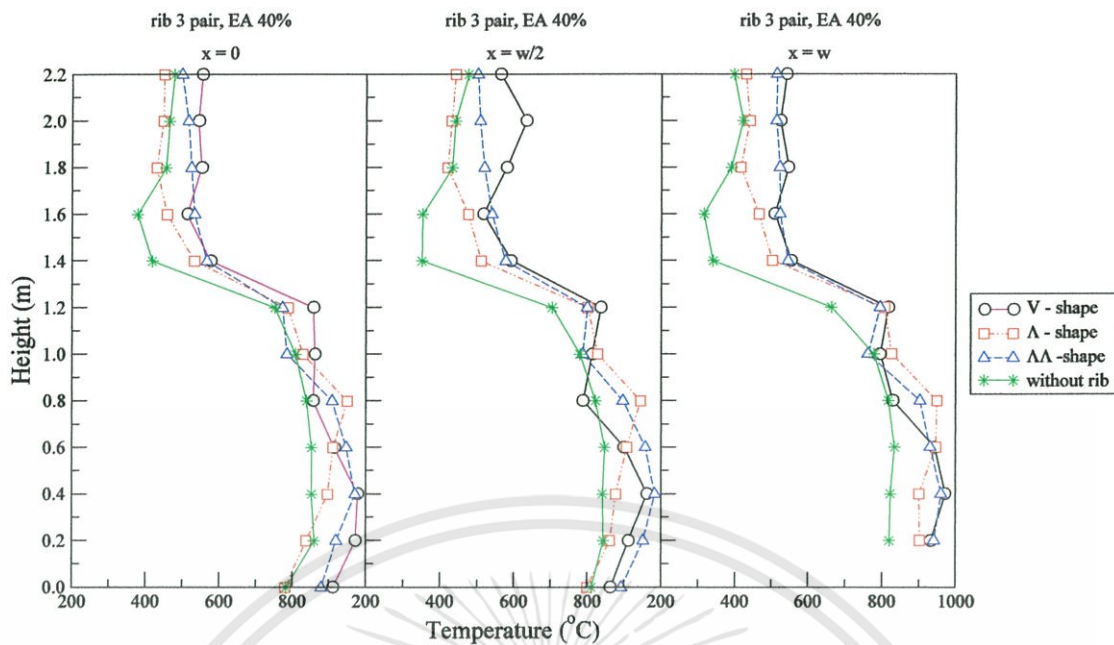 rib 3 pair, EA 40%
x = 0
rib 3 pair, EA 40%
x = w/2
rib 3 pair, EA 40%
x = w
2.2
2.0
1.8
1.6
1.4
1.2
1.0
0.8
0.6
0.4
0.2
0.0
Height (m)
200 400 600 800 200 400 600 800 200 400 600 800 1000
Temperature (°C)
V - shape
Λ - shape
ΛΛ -shape
without rib